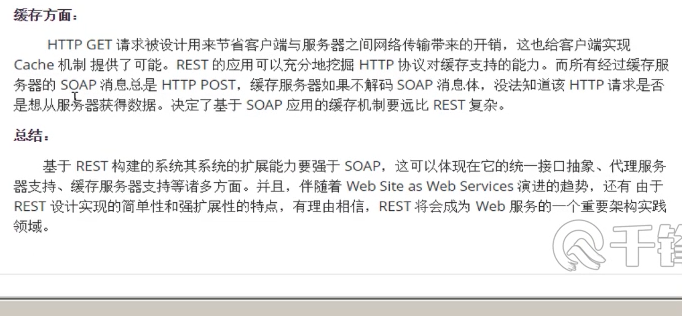 缓存方面：
HTTP GET 请求被设计用来节省客户端与服务器之间网络传输带来的开销，这也给客户端实现
Cache 机制 提供了可能。REST 的应用可以充分地挖掘 HTTP 协议对缓存支持的能力。而所有经过缓存服
务器的 SOAP 消息总是 HTTP POST，缓存服务器如果不解码 SOAP 消息体，没法知道该 HTTP 请求是否
是想从服务器获得数据。决定了基于 SOAP 应用的缓存机制要远比 REST 复杂。
总结：
基于 REST 构建的系统其系统的扩展能力要强于 SOAP，这可以体现在它的统一接口抽象、代理服务
器支持、缓存服务器支持等诸多方面。并且，伴随着 Web Site as Web Services 演进的趋势，还有 由于
REST 设计实现的简单性和强扩展性的特点，有理由相信，REST 将会成为 Web 服务的一个重要架构实践
领域。
千锋